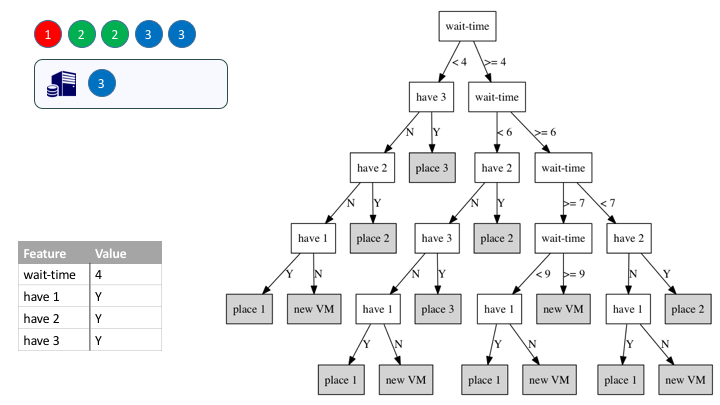 1 2 2 3 3
3
Feature Value
wait-time 4
have 1 Y
have 2 Y
have 3 Y
wait-time
< 4 >= 4
have 3 wait-time
N Y < 6 >= 6
have 2 place 3 have 2 wait-time
N Y N Y >= 7 < 7
have 1 place 2 have 3 place 2 wait-time have 2
Y N N Y < 9 >= 9 N Y
place 1 new VM have 1 place 3 have 1 new VM have 1 place 2
Y N Y N Y N
place 1 new VM place 1 new VM place 1 new VM